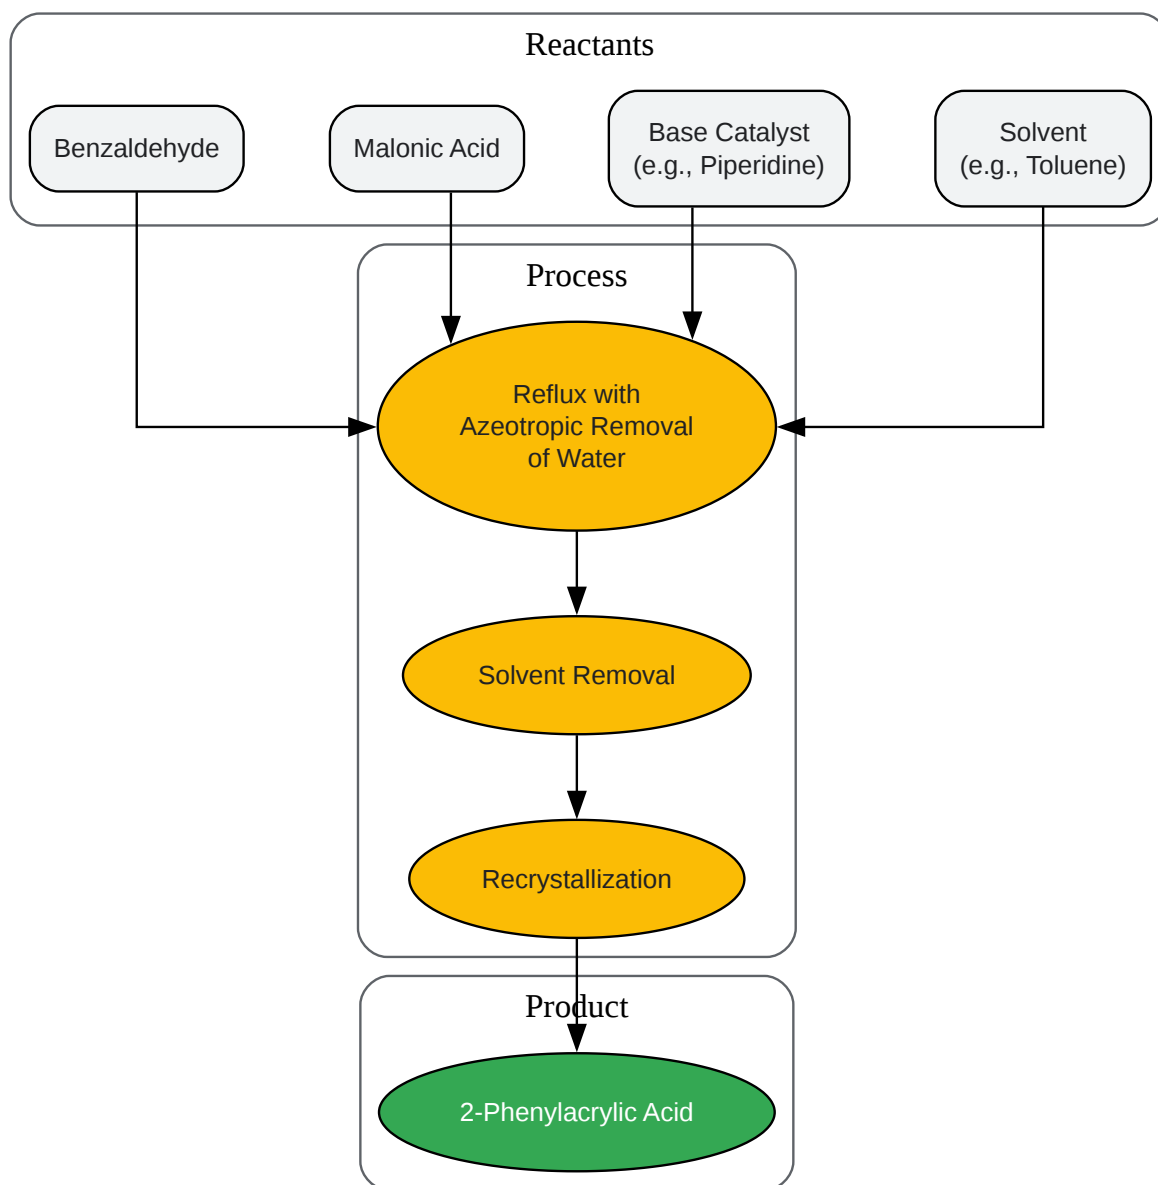 Reactants
Benzaldehyde
Malonic Acid
Base Catalyst
(e.g., Piperidine)
Solvent
(e.g., Toluene)
Process
Reflux with
Azeotropic Removal
of Water
Solvent Removal
Recrystallization
Product
2-Phenylacrylic Acid